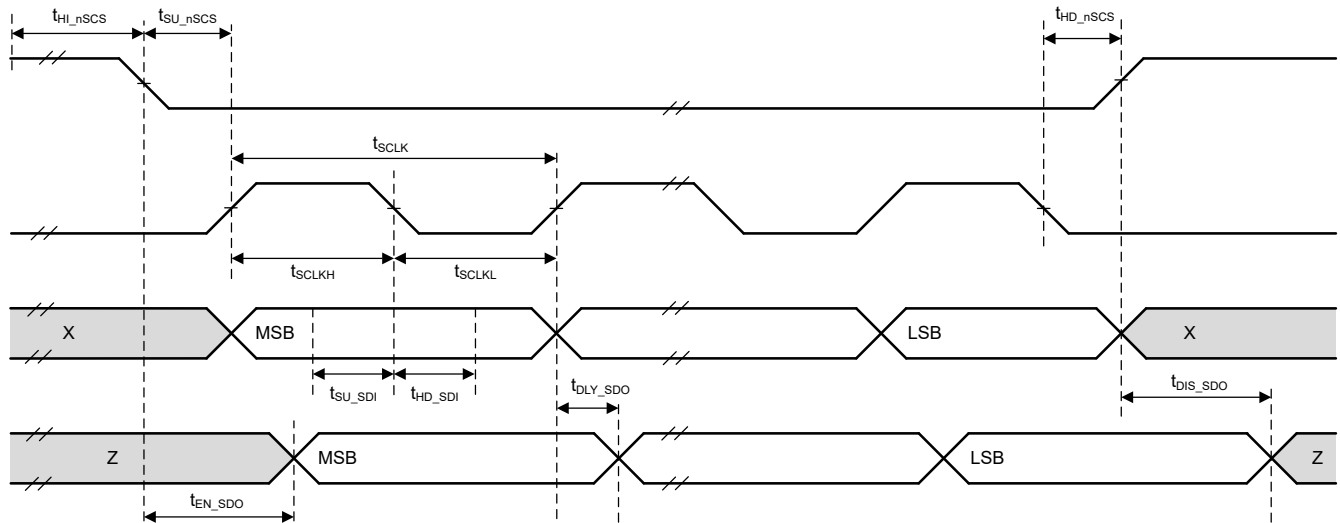 tHI_nSCS tSU_nSCS tHD_nSCS
tSCLK
tSCLKH tSCLKL
X MSB LSB X
tSU_SDI tHD_SDI tDLY_SDO tDIS_SDO
Z MSB LSB Z
tEN_SDO